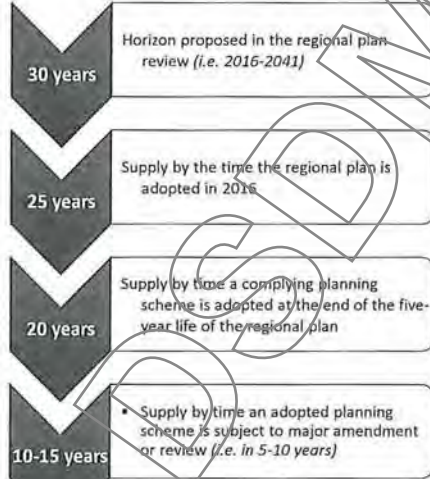 30 years
Horizon proposed in the regional plan
review (i.e. 2016-2041)
25 years
Supply by the time the regional plan is
adopted in 2016
20 years
Supply by time a complying planning
scheme is adopted at the end of the five-
year life of the regional plan
10-15 years
• Supply by time an adopted planning
scheme is subject to major amendment
or review (i.e. in 5-10 years)